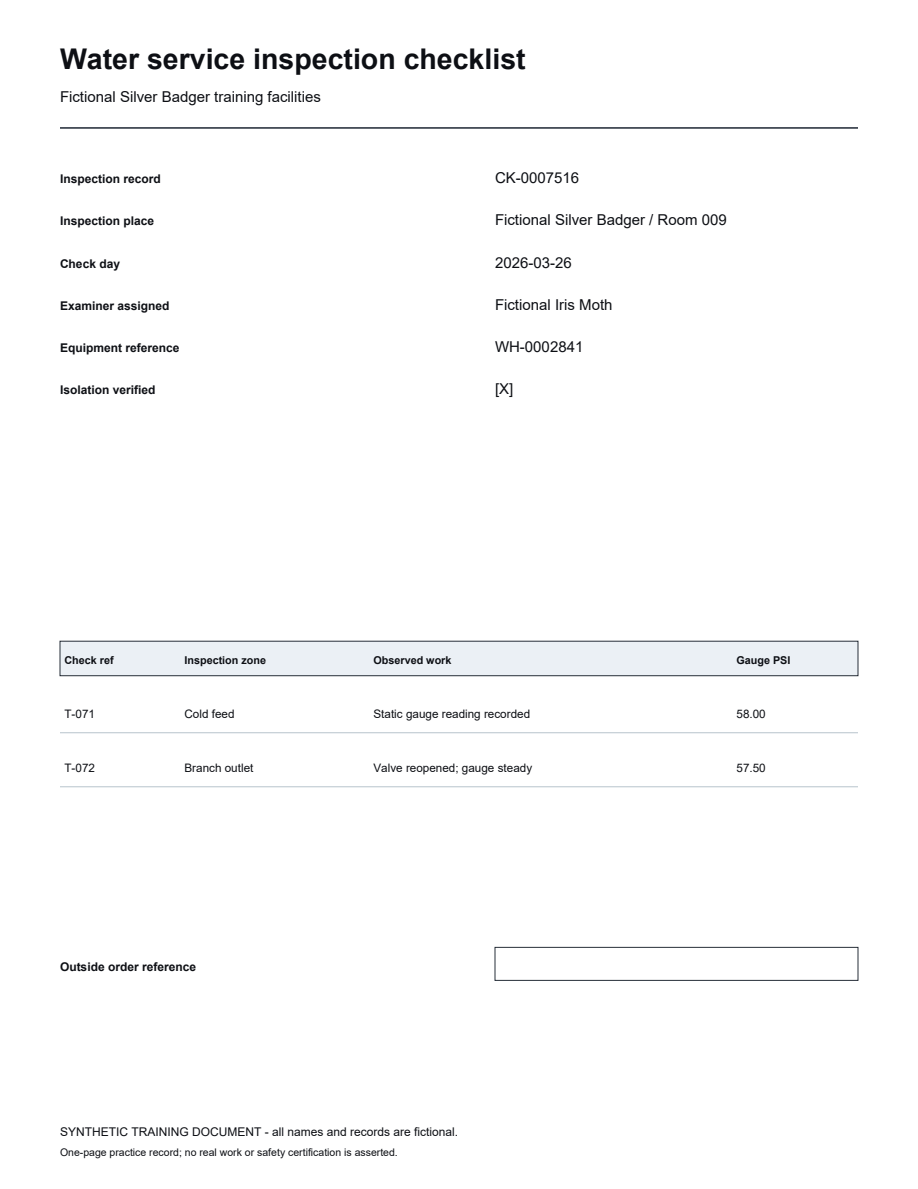 Water service inspection checklist
Fictional Silver Badger training facilities
Inspection record CK-0007516
Inspection place Fictional Silver Badger / Room 009
Check day 2026-03-26
Examiner assigned Fictional Iris Moth
Equipment reference WH-0002841
Isolation verified [X]
Check ref Inspection zone Observed work Gauge PSI
T-071 Cold feed Static gauge reading recorded 58.00
T-072 Branch outlet Valve reopened; gauge steady 57.50
Outside order reference
SYNTHETIC TRAINING DOCUMENT - all names and records are fictional.
One-page practice record; no real work or safety certification is asserted.